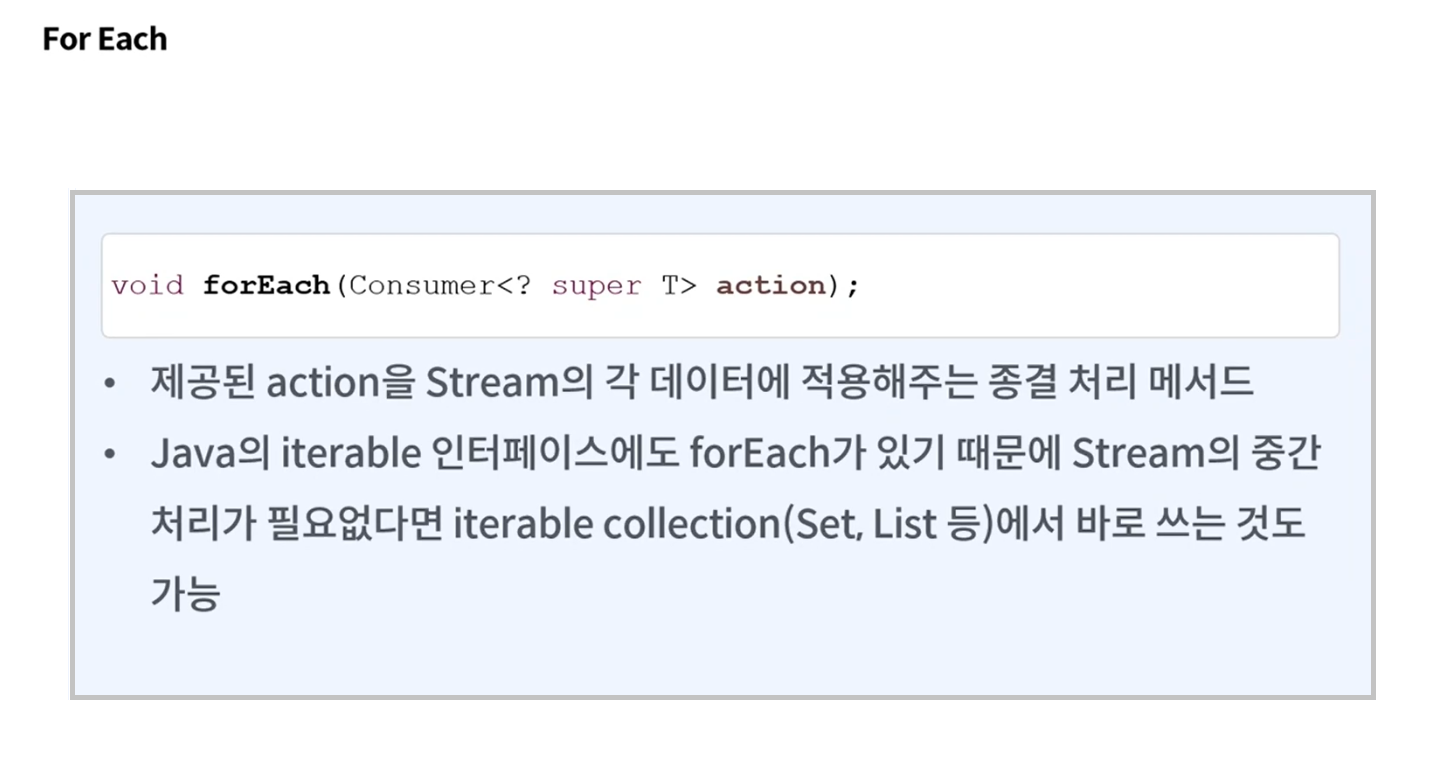 For Each
void forEach(Consumer<? super T> action);
• 제공된 action을 Stream의 각 데이터에 적용해주는 종결 처리 메서드
• Java의 iterable 인터페이스에도 forEach가 있기 때문에 Stream의 중간
처리가 필요없다면 iterable collection(Set, List 등)에서 바로 쓰는 것도
가능